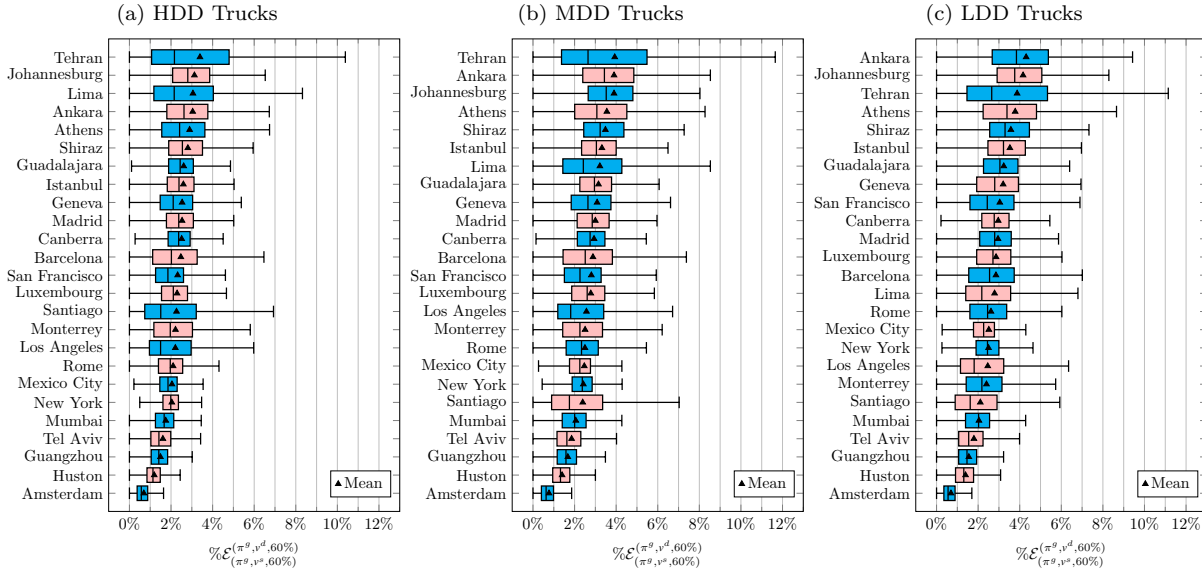 (a) HDD Trucks
Tehran
Johannesburg
Lima
Ankara
Athens
Shiraz
Guadalajara
Istanbul
Geneva
Madrid
Canberra
Barcelona
San Francisco
Luxembourg
Santiago
Monterrey
Los Angeles
Rome
Mexico City
New York
Mumbai
Tel Aviv
Guangzhou
Huston
Amsterdam
Mean
0% 2% 4% 6% 8% 10% 12%
%ℰ^{(π^g,ν^d,60%)}_{(π^g,ν^s,60%)}
(b) MDD Trucks
Tehran
Ankara
Johannesburg
Athens
Shiraz
Istanbul
Lima
Guadalajara
Geneva
Madrid
Canberra
Barcelona
San Francisco
Luxembourg
Los Angeles
Monterrey
Rome
Mexico City
New York
Santiago
Mumbai
Tel Aviv
Guangzhou
Huston
Amsterdam
Mean
0% 2% 4% 6% 8% 10% 12%
%ℰ^{(π^g,ν^d,60%)}_{(π^g,ν^s,60%)}
(c) LDD Trucks
Ankara
Johannesburg
Tehran
Athens
Shiraz
Istanbul
Guadalajara
Geneva
San Francisco
Canberra
Madrid
Luxembourg
Barcelona
Lima
Rome
Mexico City
New York
Los Angeles
Monterrey
Santiago
Mumbai
Tel Aviv
Guangzhou
Huston
Amsterdam
Mean
0% 2% 4% 6% 8% 10% 12%
%ℰ^{(π^g,ν^d,60%)}_{(π^g,ν^s,60%)}